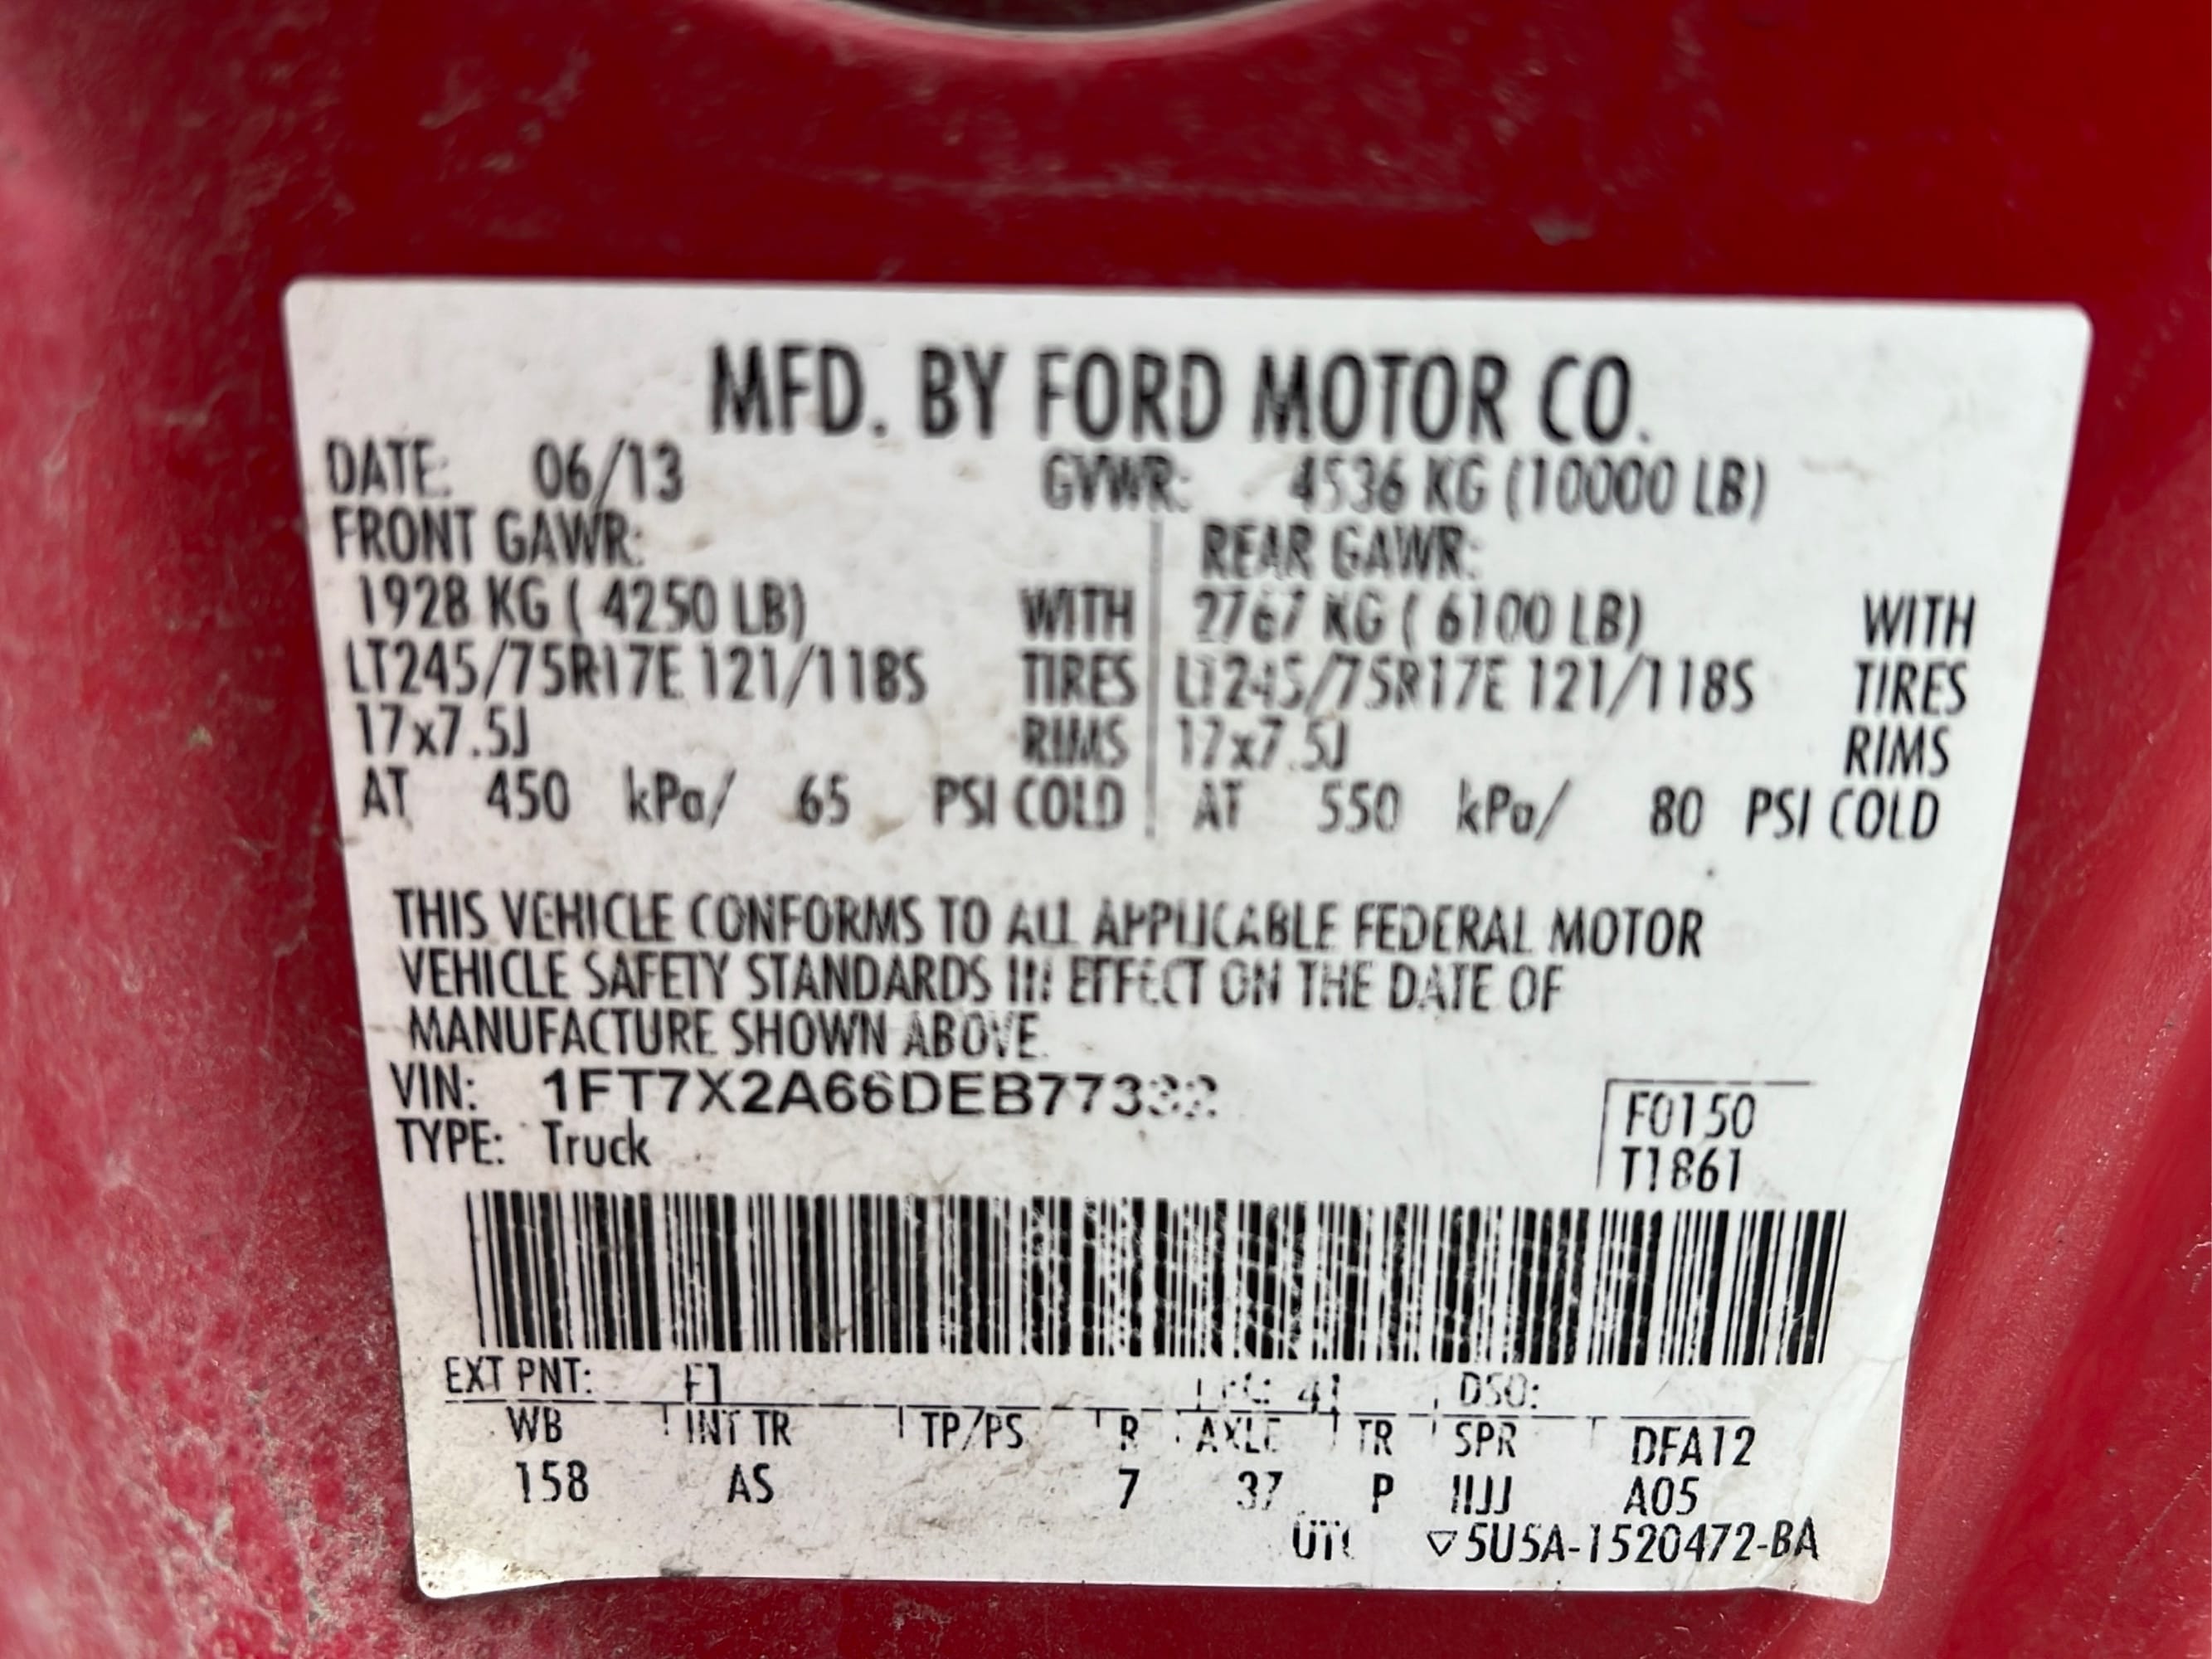 MFD. BY FORD MOTOR CO.
DATE: 06/13 GVWR: 4536 KG (10000 LB)
FRONT GAWR: REAR GAWR:
1928 KG ( 4250 LB) WITH 2767 KG ( 6100 LB) WITH
LT245/75R17E 121/118S TIRES LT245/75R17E 121/118S TIRES
17x7.5J RIMS 17x7.5J RIMS
AT 450 kPa/ 65 PSI COLD AT 550 kPa/ 80 PSI COLD
THIS VEHICLE CONFORMS TO ALL APPLICABLE FEDERAL MOTOR
VEHICLE SAFETY STANDARDS IN EFFECT ON THE DATE OF
MANUFACTURE SHOWN ABOVE.
VIN:
TYPE: Truck
F0150
T1861
EXT PNT: F1 41 DSO:
WB INT TR TP/PS R AXLE TR SPR DFA12
158 AS 7 37 P IIJJ A05
▽5U5A-1520472-BA